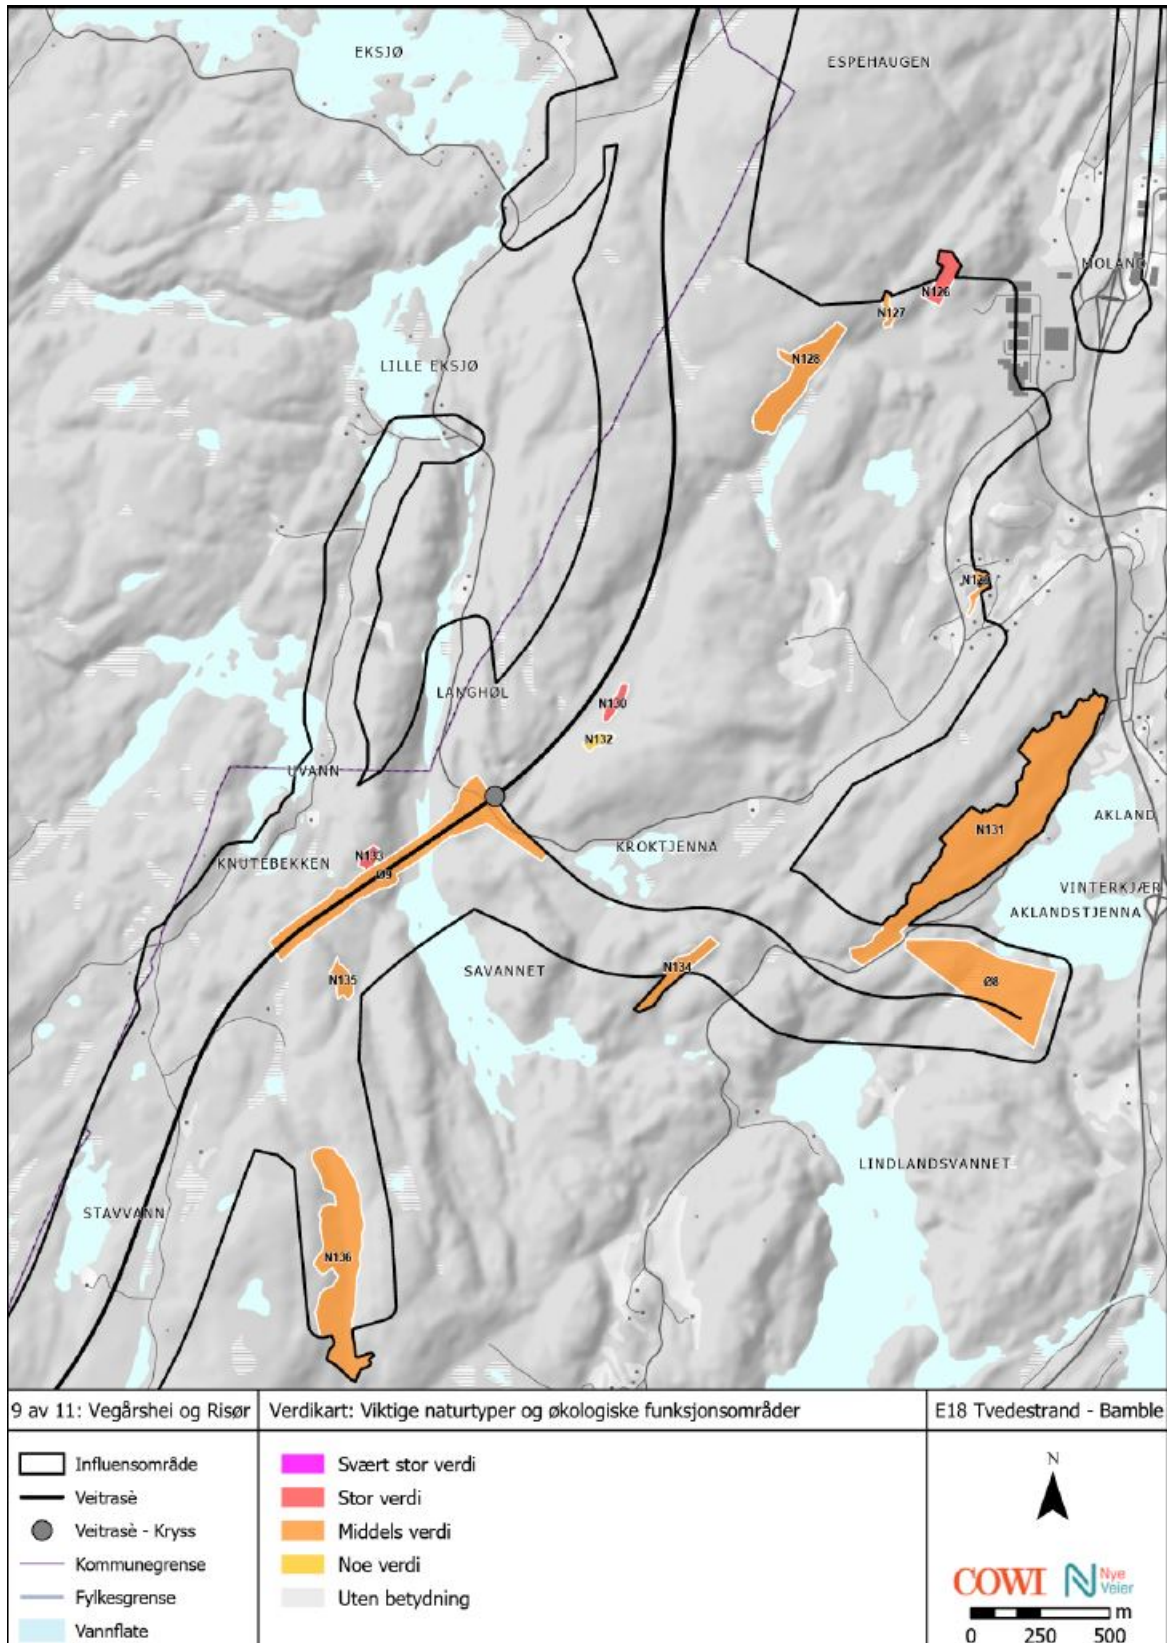 EKSJØ
ESPEHAUGEN
MOLAND
N126
N127
N128
LILLE EKSJØ
N130
LANGHØL
N132
UVANN
N131
AKLAND
KROKTJENNA
N133
KNUTEBEKKEN
Ø9
VINTERKJÆR
AKLANDSTJENNA
N134
SAVANNET
N135
Ø8
LINDLANDSVANNET
STAVVANN
N136
9 av 11: Vegårshei og Risør
Verdikart: Viktige naturtyper og økologiske funksjonsområder
E18 Tvedestrand - Bamble
Influensområde
Veitrasè
Veitrasè - Kryss
Kommunegrense
Fylkesgrense
Vannflate
Svært stor verdi
Stor verdi
Middels verdi
Noe verdi
Uten betydning
N
COWI
Nye
Veier
m
0 250 500